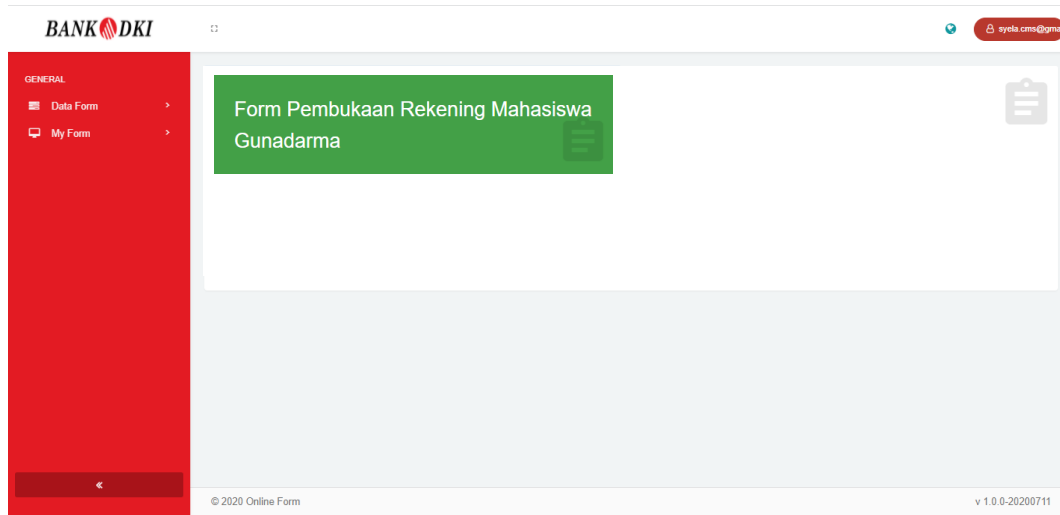 BANK DKI
syela.cms@gma
GENERAL
Data Form
My Form
Form Pembukaan Rekening Mahasiswa
Gunadarma
© 2020 Online Form
v 1.0.0-20200711